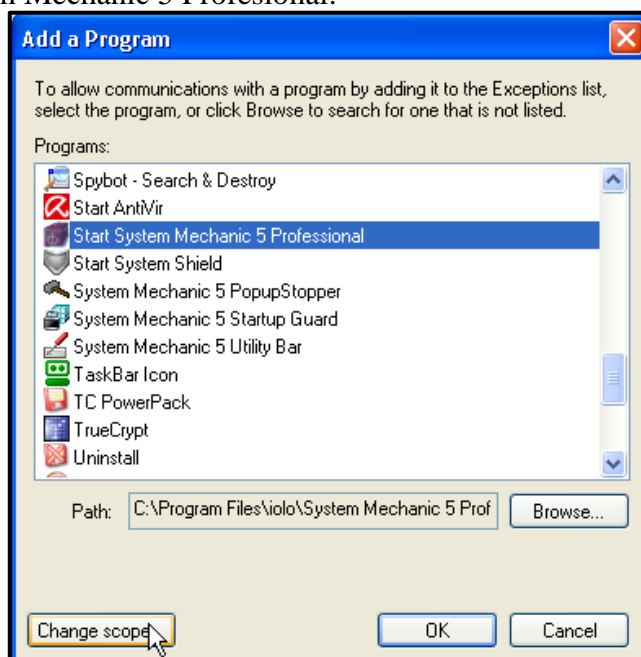 Mechanic 5 Profesional.
Add a Program
To allow communications with a program by adding it to the Exceptions list,
select the program, or click Browse to search for one that is not listed.
Programs:
Spybot - Search & Destroy
Start AntiVir
Start System Mechanic 5 Professional
Start System Shield
System Mechanic 5 PopupStopper
System Mechanic 5 Startup Guard
System Mechanic 5 Utility Bar
TaskBar Icon
TC PowerPack
TrueCrypt
Uninstall
Path: C:\Program Files\iolo\System Mechanic 5 Prof Browse...
Change scope OK Cancel